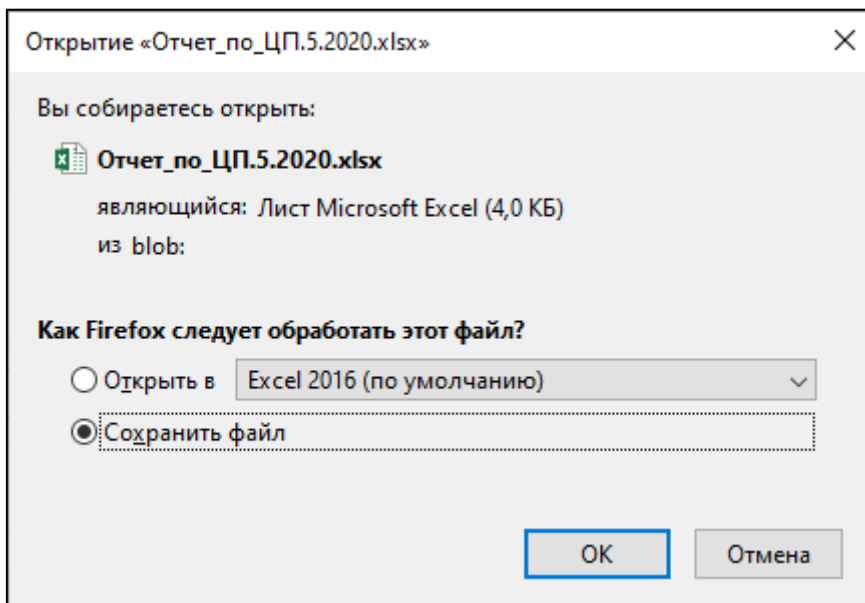 Открытие «Отчет_по_ЦП.5.2020.xlsx»
Вы собираетесь открыть:
Отчет_по_ЦП.5.2020.xlsx
являющийся: Лист Microsoft Excel (4,0 КБ)
из blob:
Как Firefox следует обработать этот файл?
Открыть в Excel 2016 (по умолчанию)
Сохранить файл
ОК Отмена